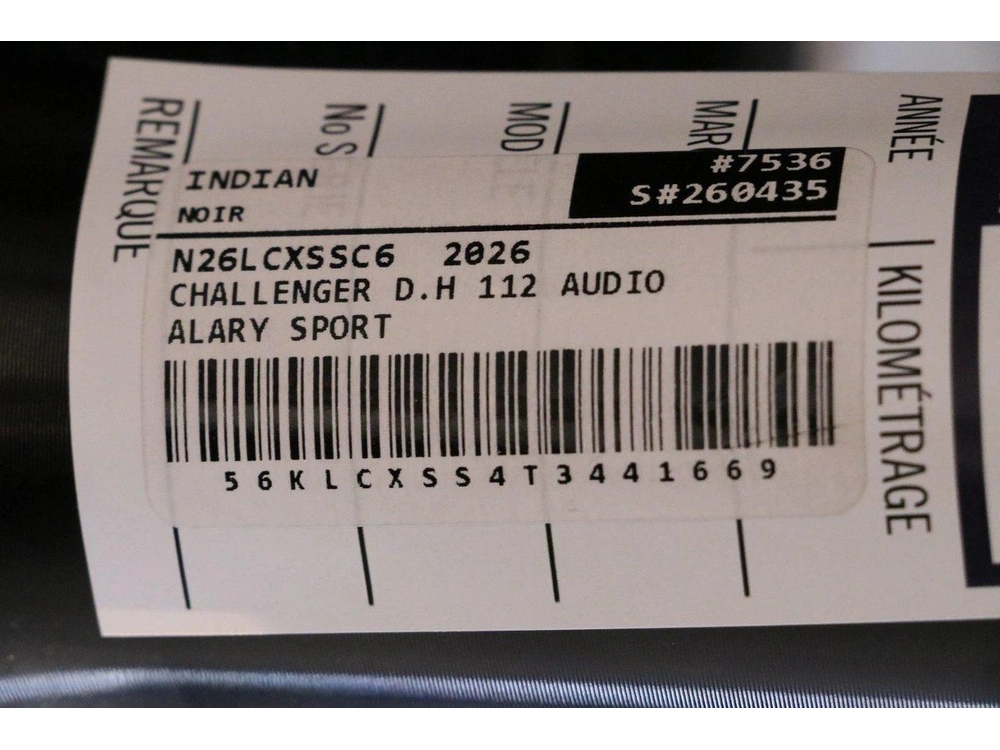 REMARQUE
No S
MOD
MAR
ANNÉE
INDIAN
#7536
NOIR
S#260435
N26LCXSSC6 2026
CHALLENGER D.H 112 AUDIO
ALARY SPORT
56KLCXSS4T3441669
KILOMÉTRAGE